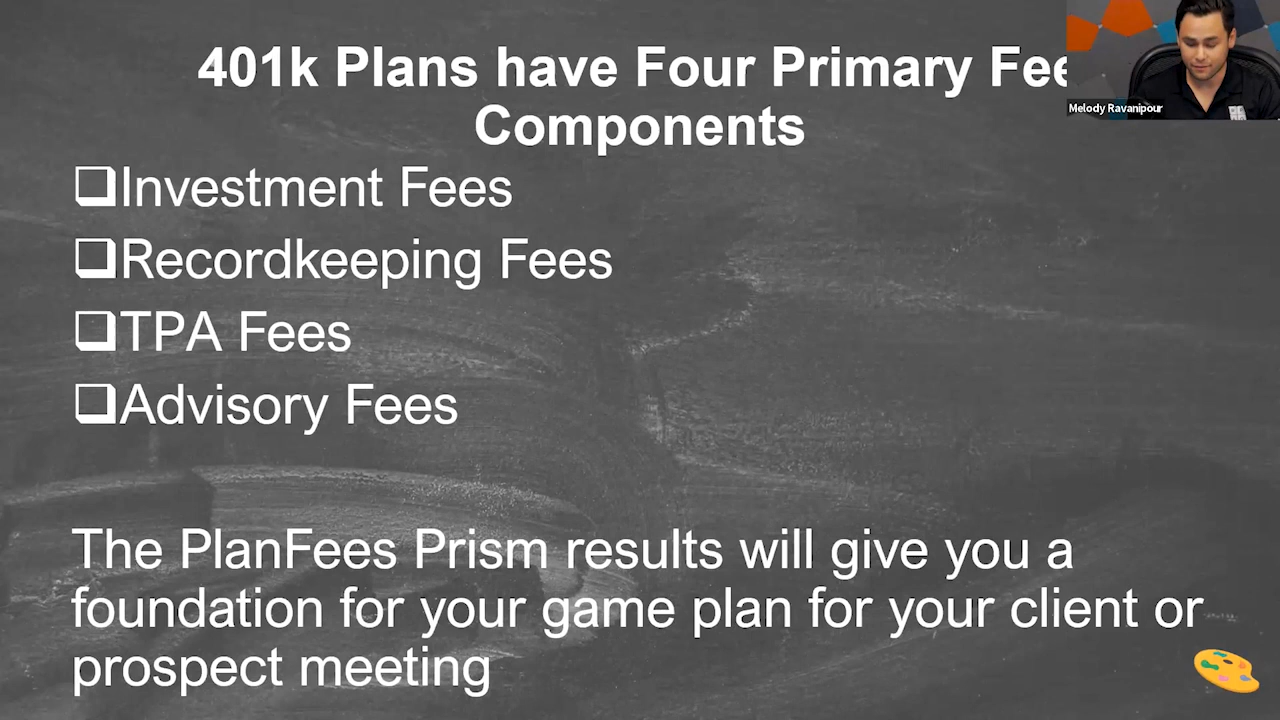 401k Plans have Four Primary Fee
Components
Melody Ravanipour
❑Investment Fees
❑Recordkeeping Fees
❑TPA Fees
❑Advisory Fees
The PlanFees Prism results will give you a
foundation for your game plan for your client or
prospect meeting